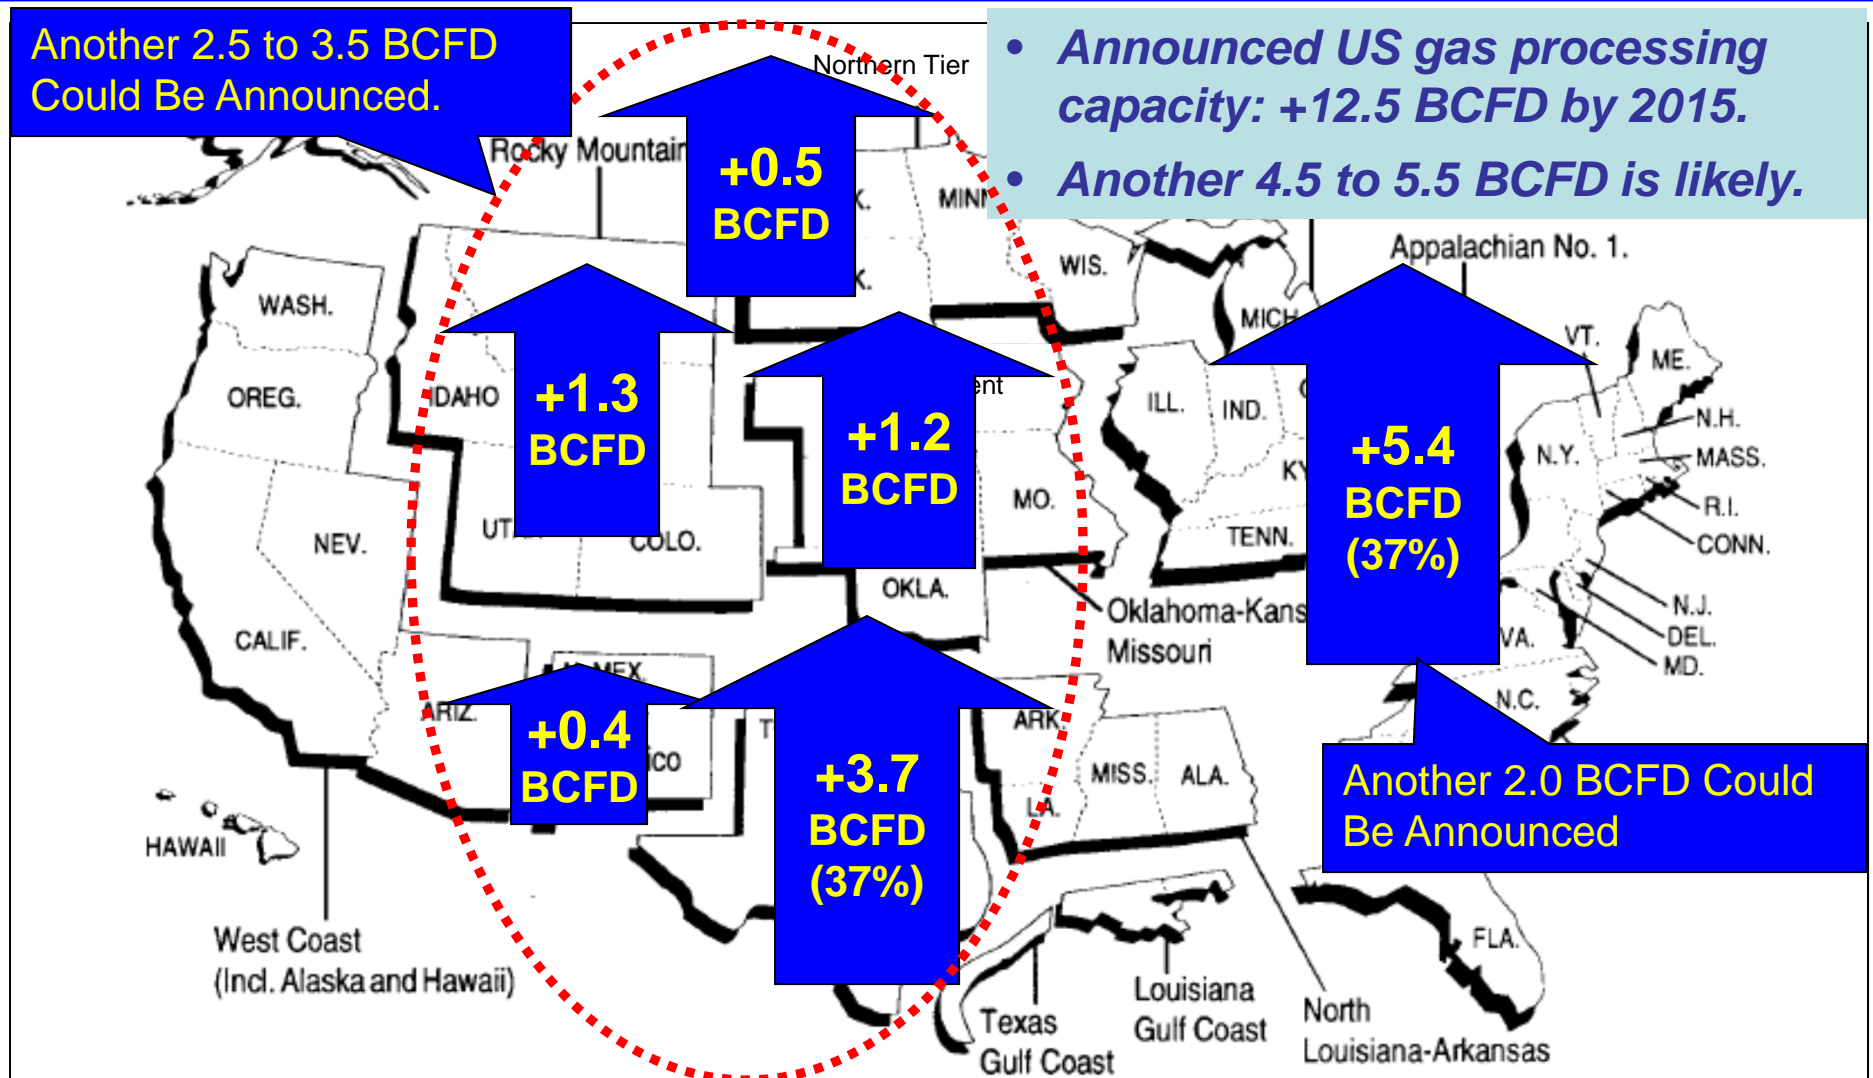 Another 2.5 to 3.5 BCFD
Could Be Announced.
• Announced US gas processing
capacity: +12.5 BCFD by 2015.
• Another 4.5 to 5.5 BCFD is likely.
Northern Tier
Rocky Mountain
+0.5
BCFD
MINN
WIS.
MICH
Appalachian No. 1.
WASH.
OREG.
IDAHO
+1.3
BCFD
+1.2
BCFD
ILL.
IND.
+5.4
BCFD
(37%)
VT.
ME.
N.H.
MASS.
R.I.
CONN.
N.Y.
N.J.
DEL.
MD.
VA.
N.C.
NEV.
COLO.
MO.
KY
TENN.
CALIF.
OKLA.
Oklahoma-Kans
Missouri
ARIZ.
MEX.
+0.4
BCFD
+3.7
BCFD
(37%)
ARK.
LA.
MISS.
ALA.
Another 2.0 BCFD Could
Be Announced
HAWAII
West Coast
(Incl. Alaska and Hawaii)
Texas
Gulf Coast
Louisiana
Gulf Coast
North
Louisiana-Arkansas
FLA.